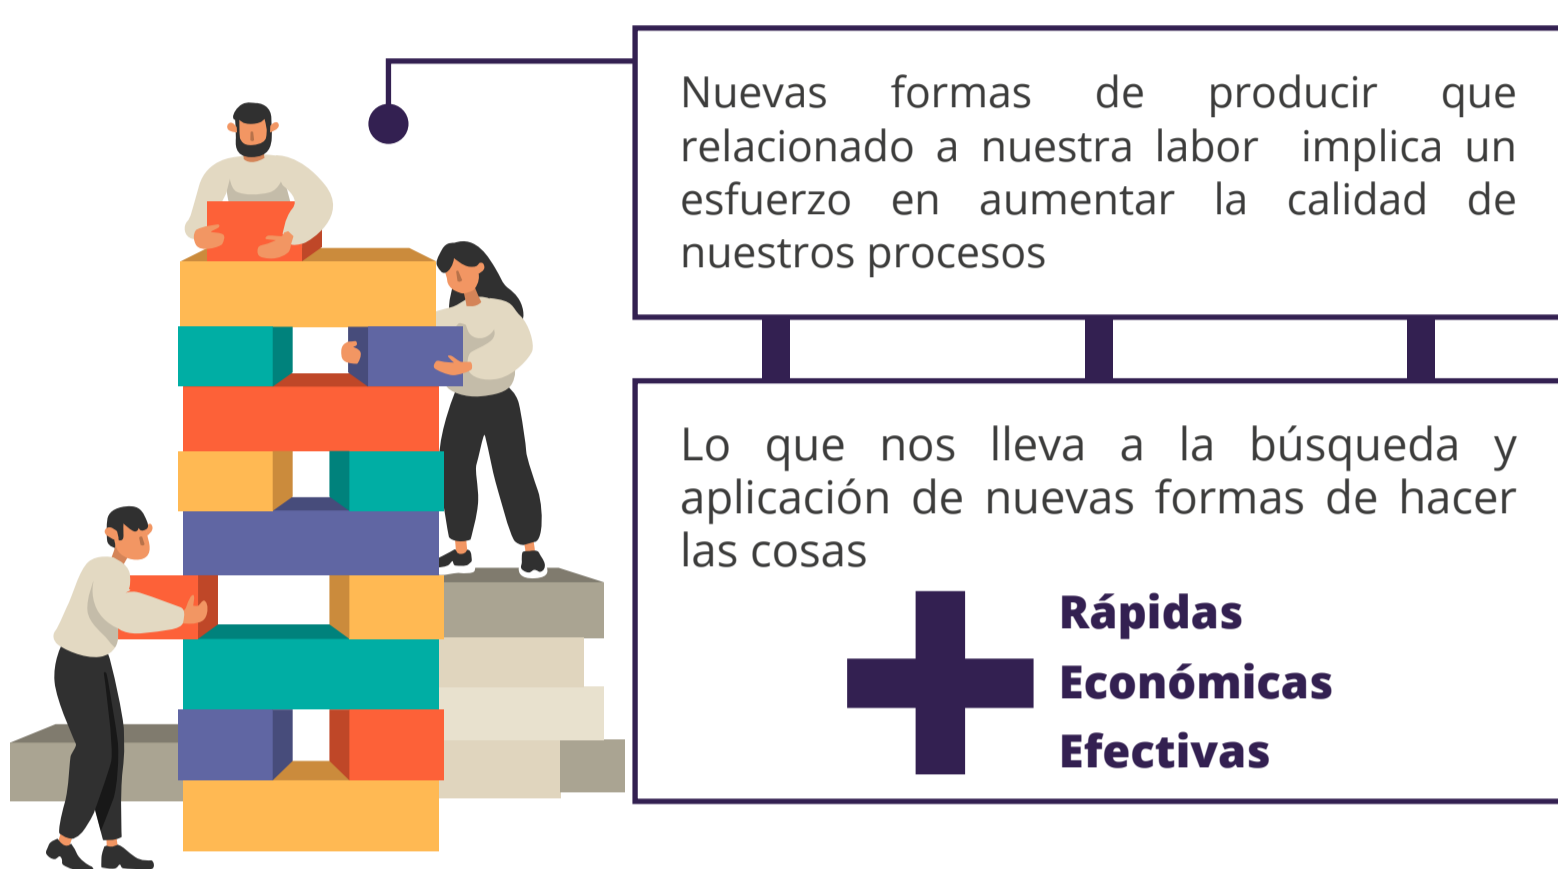 Nuevas formas de producir que
relacionado a nuestra labor implica un
esfuerzo en aumentar la calidad de
nuestros procesos
Lo que nos lleva a la búsqueda y
aplicación de nuevas formas de hacer
las cosas
Rápidas
Económicas
Efectivas